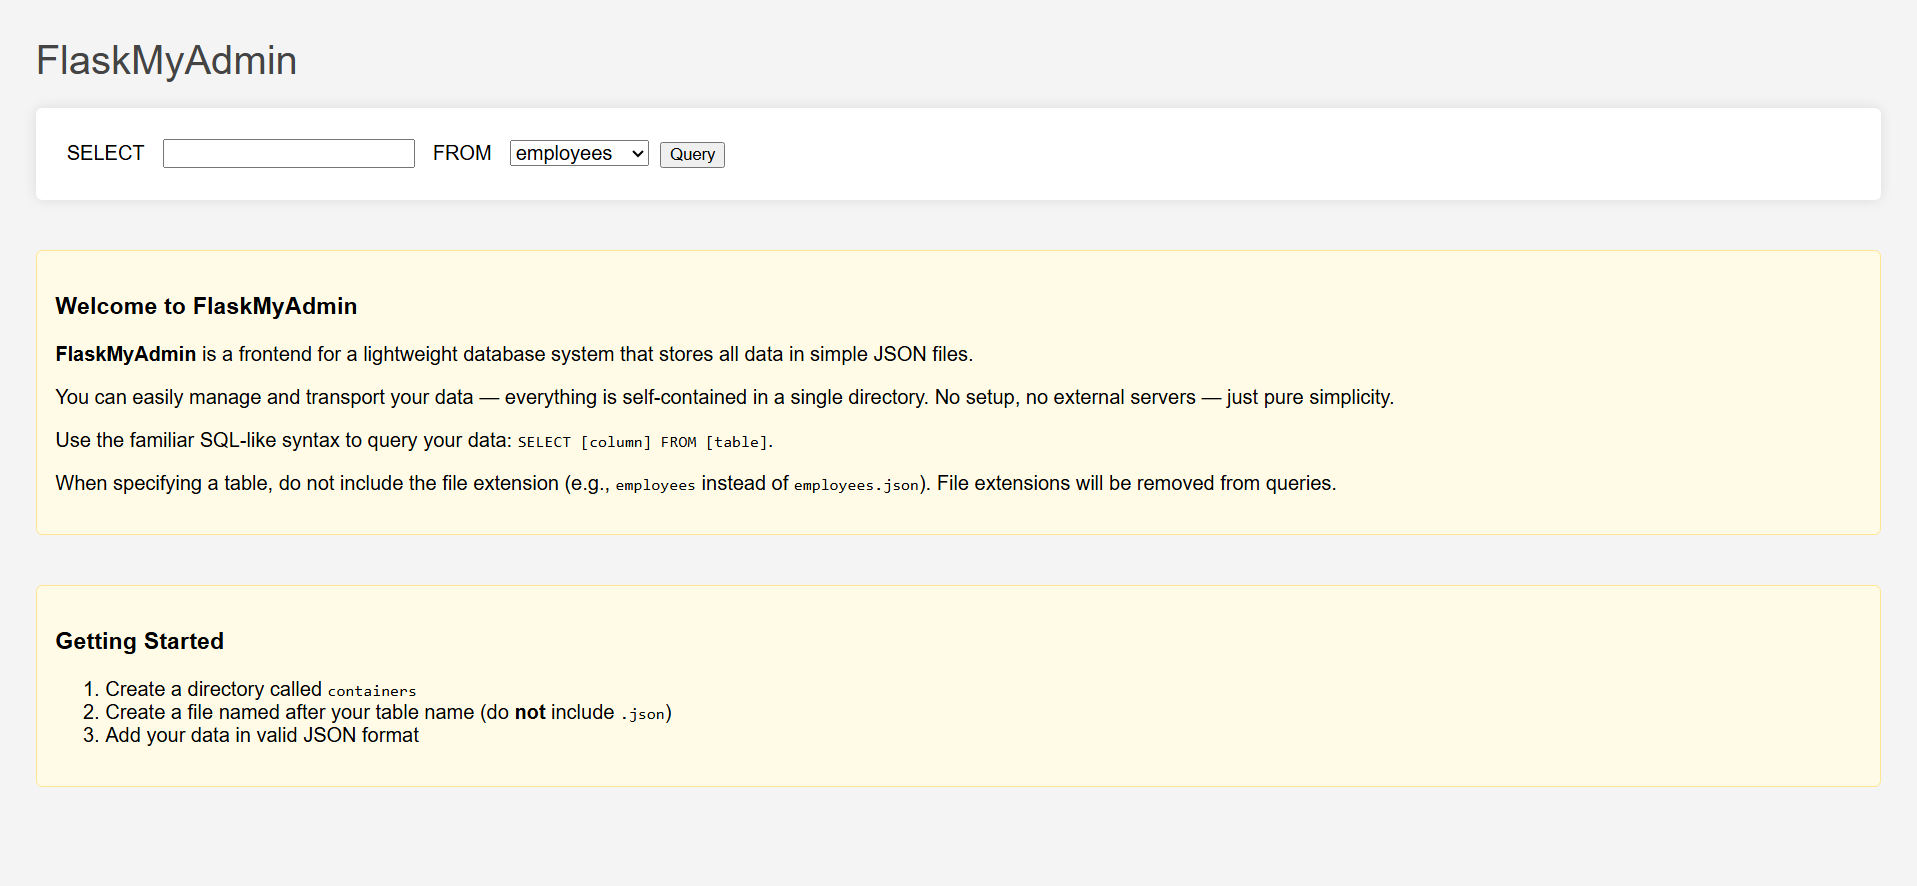 FlaskMyAdmin
SELECT FROM employees Query
Welcome to FlaskMyAdmin
FlaskMyAdmin is a frontend for a lightweight database system that stores all data in simple JSON files.
You can easily manage and transport your data — everything is self-contained in a single directory. No setup, no external servers — just pure simplicity.
Use the familiar SQL-like syntax to query your data: SELECT [column] FROM [table].
When specifying a table, do not include the file extension (e.g., employees instead of employees.json). File extensions will be removed from queries.
Getting Started
1. Create a directory called containers
2. Create a file named after your table name (do not include .json)
3. Add your data in valid JSON format